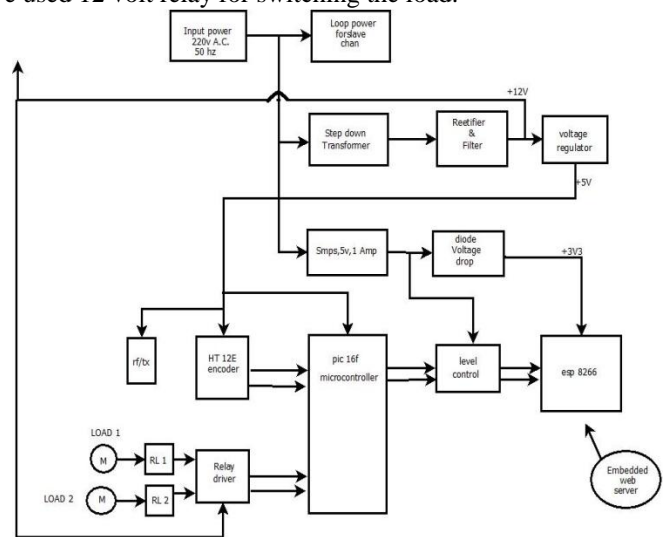 e used 12 volt relay for switching the load.
Input power
220v A.C.
50 hz
Loop power
forslave
chan
+12V
Step down
Transformer
Reetifier
&
Filter
voltage
regulator
+5V
Smps,5v,1 Amp
diode
Voltage
drop
+3V3
rf/tx
HT 12E
encoder
pic 16f
microcontroller
level
control
esp 8266
LOAD 1
M
RL 1
Relay
driver
LOAD 2
M
RL 2
Embedded
web
server